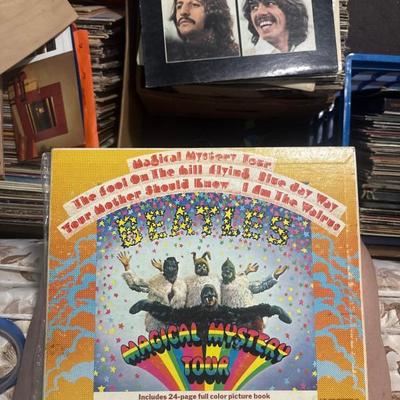 Magical Mystery Tour
The Fool On The Hill Flying Blue Jay Way
Your Mother Should Know I Am The Walrus
BEATLES
MAGICAL MYSTERY
TOUR
Includes 24-page full color picture book